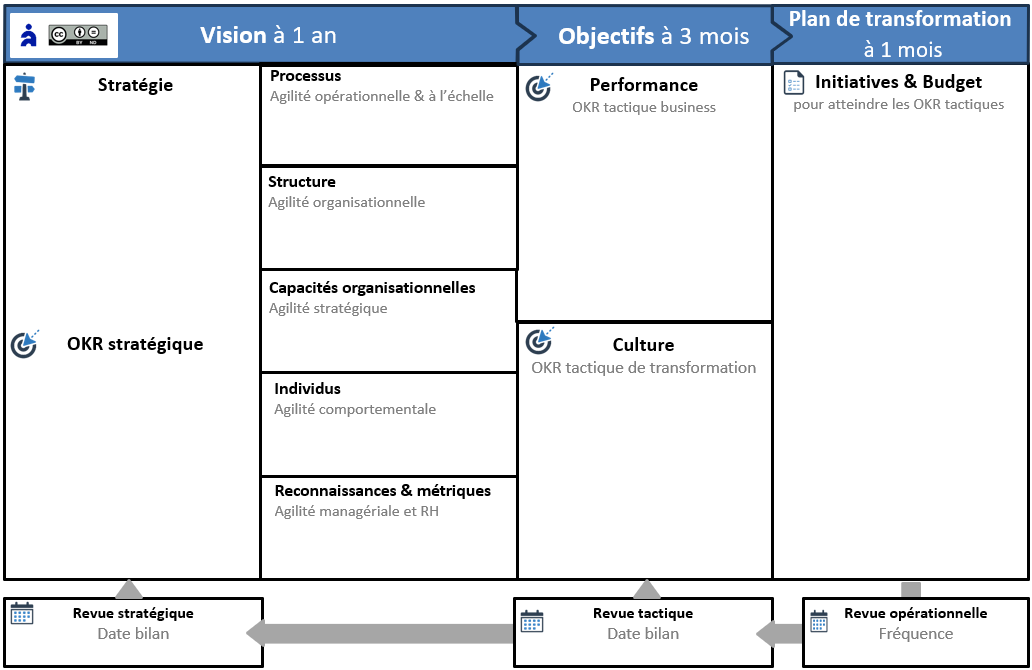 Vision à 1 an
Objectifs à 3 mois
Plan de transformation
à 1 mois
cc
BY ND
Stratégie
OKR stratégique
Processus
Agilité opérationnelle & à l’échelle
Structure
Agilité organisationnelle
Capacités organisationnelles
Agilité stratégique
Individus
Agilité comportementale
Reconnaissances & métriques
Agilité managériale et RH
Performance
OKR tactique business
Culture
OKR tactique de transformation
Initiatives & Budget
pour atteindre les OKR tactiques
Revue stratégique
Date bilan
Revue tactique
Date bilan
Revue opérationnelle
Fréquence